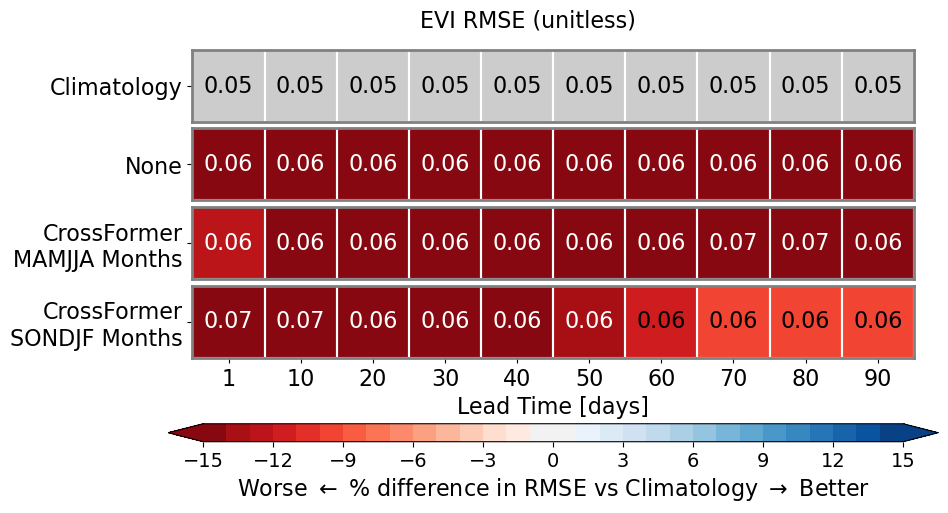 EVI RMSE (unitless)
Climatology 0.05 0.05 0.05 0.05 0.05 0.05 0.05 0.05 0.05 0.05
None 0.06 0.06 0.06 0.06 0.06 0.06 0.06 0.06 0.06 0.06
CrossFormer
MAMJJA Months 0.06 0.06 0.06 0.06 0.06 0.06 0.06 0.07 0.07 0.06
CrossFormer
SONDJF Months 0.07 0.07 0.06 0.06 0.06 0.06 0.06 0.06 0.06 0.06
1 10 20 30 40 50 60 70 80 90
Lead Time [days]
−15 −12 −9 −6 −3 0 3 6 9 12 15
Worse ← % difference in RMSE vs Climatology → Better